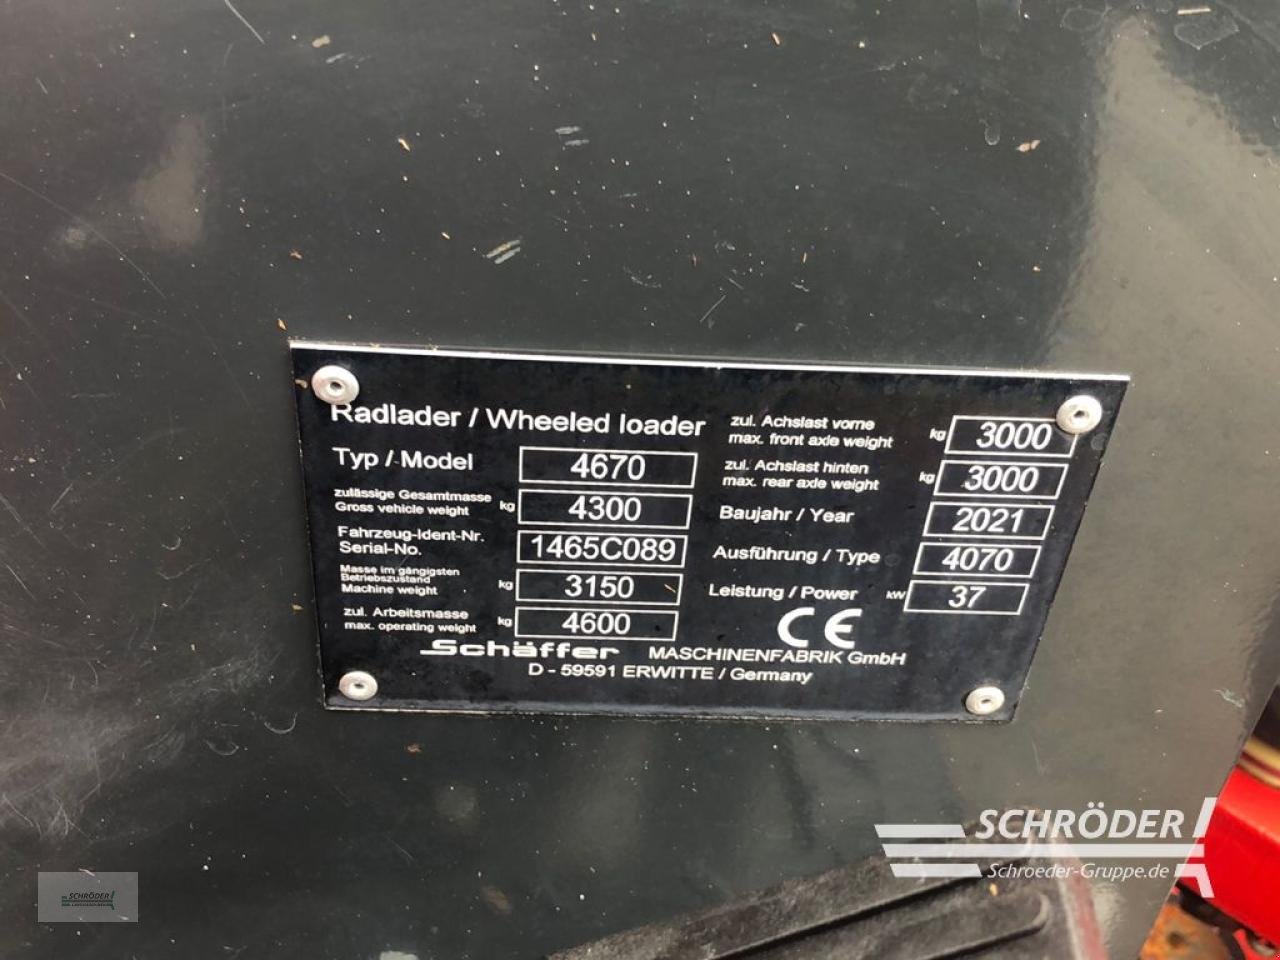 Radlader / Wheeled loader
Typ / Model 4670
zulässige Gesamtmasse
Gross vehicle weight kg 4300
Fahrzeug-Ident-Nr.
Serial-No. 1465C089
Masse im gängigsten
Betriebszustand
Machine weight kg 3150
zul. Arbeitsmasse
max. operating weight kg 4600
zul. Achslast vorne
max. front axle weight kg 3000
zul. Achslast hinten
max. rear axle weight kg 3000
Baujahr / Year 2021
Ausführung / Type 4070
Leistung / Power kW 37
CE
Schäffer MASCHINENFABRIK GmbH
D - 59591 ERWITTE / Germany
SCHRÖDER
Schroeder-Gruppe.de
SCHRÖDER